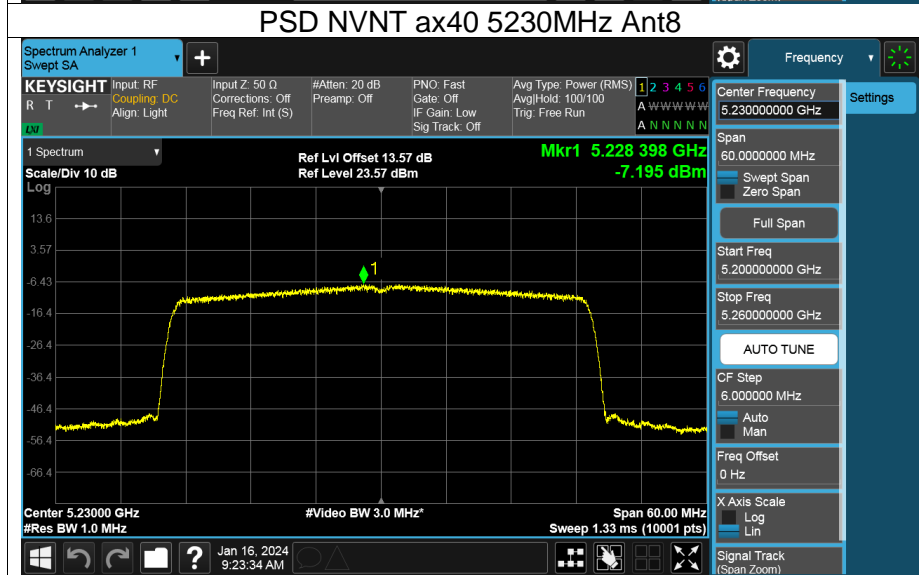 (Span Zoom)
PSD NVNT ax40 5230MHz Ant8
Spectrum Analyzer 1
Swept SA
+
Frequency
KEYSIGHT
R T
LXI
Input: RF
Coupling: DC
Align: Light
Input Z: 50 Ω
Corrections: Off
Freq Ref: Int (S)
#Atten: 20 dB
Preamp: Off
PNO: Fast
Gate: Off
IF Gain: Low
Sig Track: Off
Avg Type: Power (RMS)
Avg|Hold: 100/100
Trig: Free Run
1 2 3 4 5 6
A W W W W W
A N N N N N
1 Spectrum
Scale/Div 10 dB
Log
Ref Lvl Offset 13.57 dB
Ref Level 23.57 dBm
Mkr1 5.228 398 GHz
-7.195 dBm
13.6
3.57
-6.43
-16.4
-26.4
-36.4
-46.4
-56.4
-66.4
1
Center 5.23000 GHz
#Res BW 1.0 MHz
#Video BW 3.0 MHz*
Span 60.00 MHz
Sweep 1.33 ms (10001 pts)
?
Jan 16, 2024
9:23:34 AM
Center Frequency
5.230000000 GHz
Settings
Span
60.0000000 MHz
Swept Span
Zero Span
Full Span
Start Freq
5.200000000 GHz
Stop Freq
5.260000000 GHz
AUTO TUNE
CF Step
6.000000 MHz
Auto
Man
Freq Offset
0 Hz
X Axis Scale
Log
Lin
Signal Track
(Span Zoom)